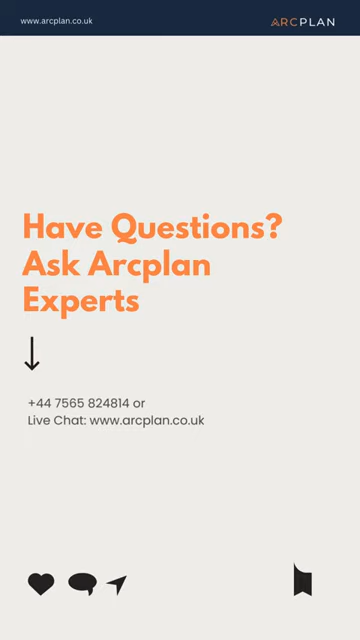 www.arcplan.co.uk
ARCPLAN
Have Questions?
Ask Arcplan
Experts
+44 7565 824814 or
Live Chat: www.arcplan.co.uk